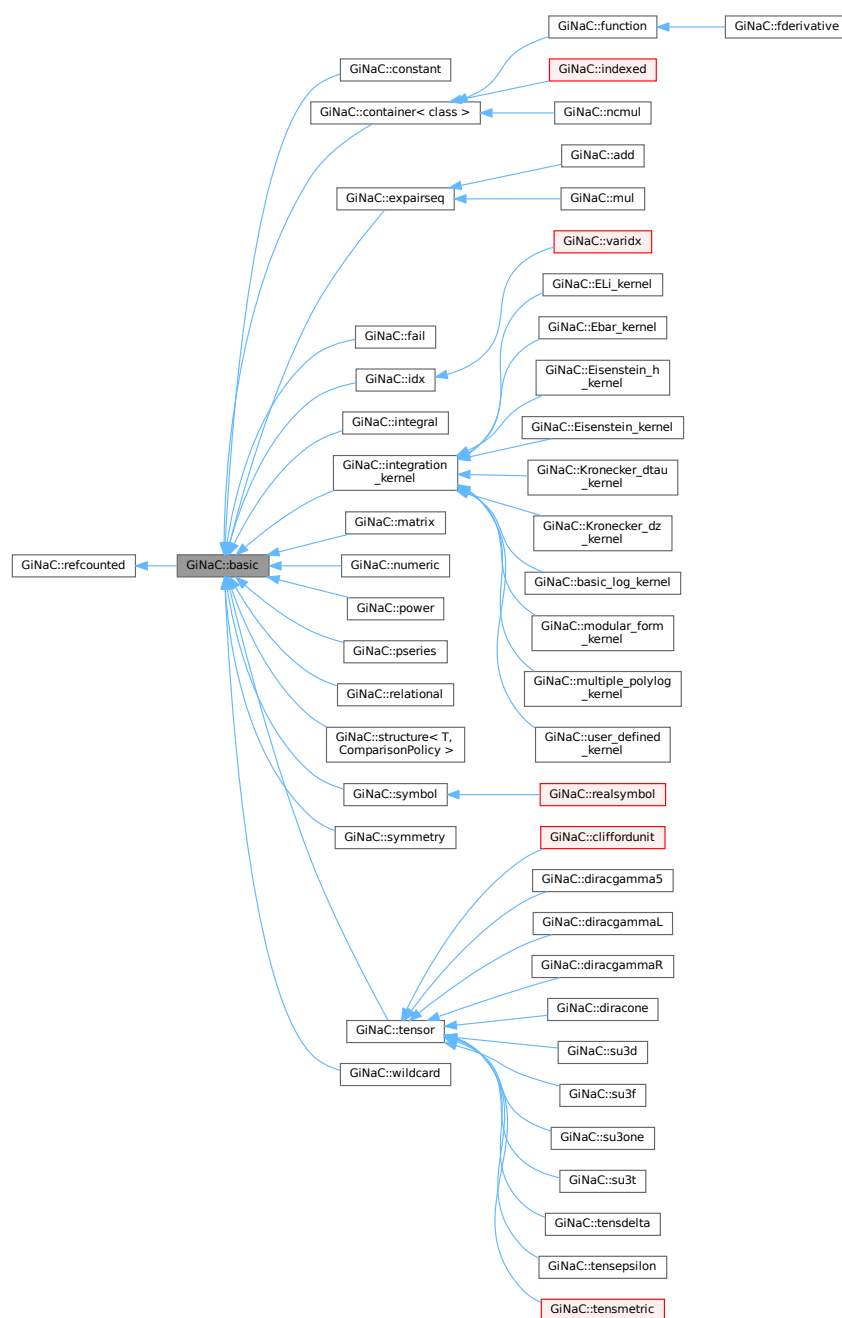 GiNaC::function
GiNaC::fderivative
GiNaC::constant
GiNaC::indexed
GiNaC::container< class >
GiNaC::ncmul
GiNaC::add
GiNaC::expairseq
GiNaC::mul
GiNaC::varidx
GiNaC::ELi_kernel
GiNaC::Ebar_kernel
GiNaC::fail
GiNaC::idx
GiNaC::Eisenstein_h
_kernel
GiNaC::integral
GiNaC::Eisenstein_kernel
GiNaC::integration
_kernel
GiNaC::Kronecker_dtau
_kernel
GiNaC::matrix
GiNaC::Kronecker_dz
_kernel
GiNaC::refcounted
GiNaC::basic
GiNaC::numeric
GiNaC::basic_log_kernel
GiNaC::power
GiNaC::modular_form
_kernel
GiNaC::pseries
GiNaC::relational
GiNaC::multiple_polylog
_kernel
GiNaC::structure< T,
ComparisonPolicy >
GiNaC::user_defined
_kernel
GiNaC::symbol
GiNaC::realsymbol
GiNaC::symmetry
GiNaC::cliffordunit
GiNaC::diracgamma5
GiNaC::diracgammaL
GiNaC::diracgammaR
GiNaC::diracone
GiNaC::tensor
GiNaC::su3d
GiNaC::wildcard
GiNaC::su3f
GiNaC::su3one
GiNaC::su3t
GiNaC::tensdelta
GiNaC::tensepsilon
GiNaC::tensmetric